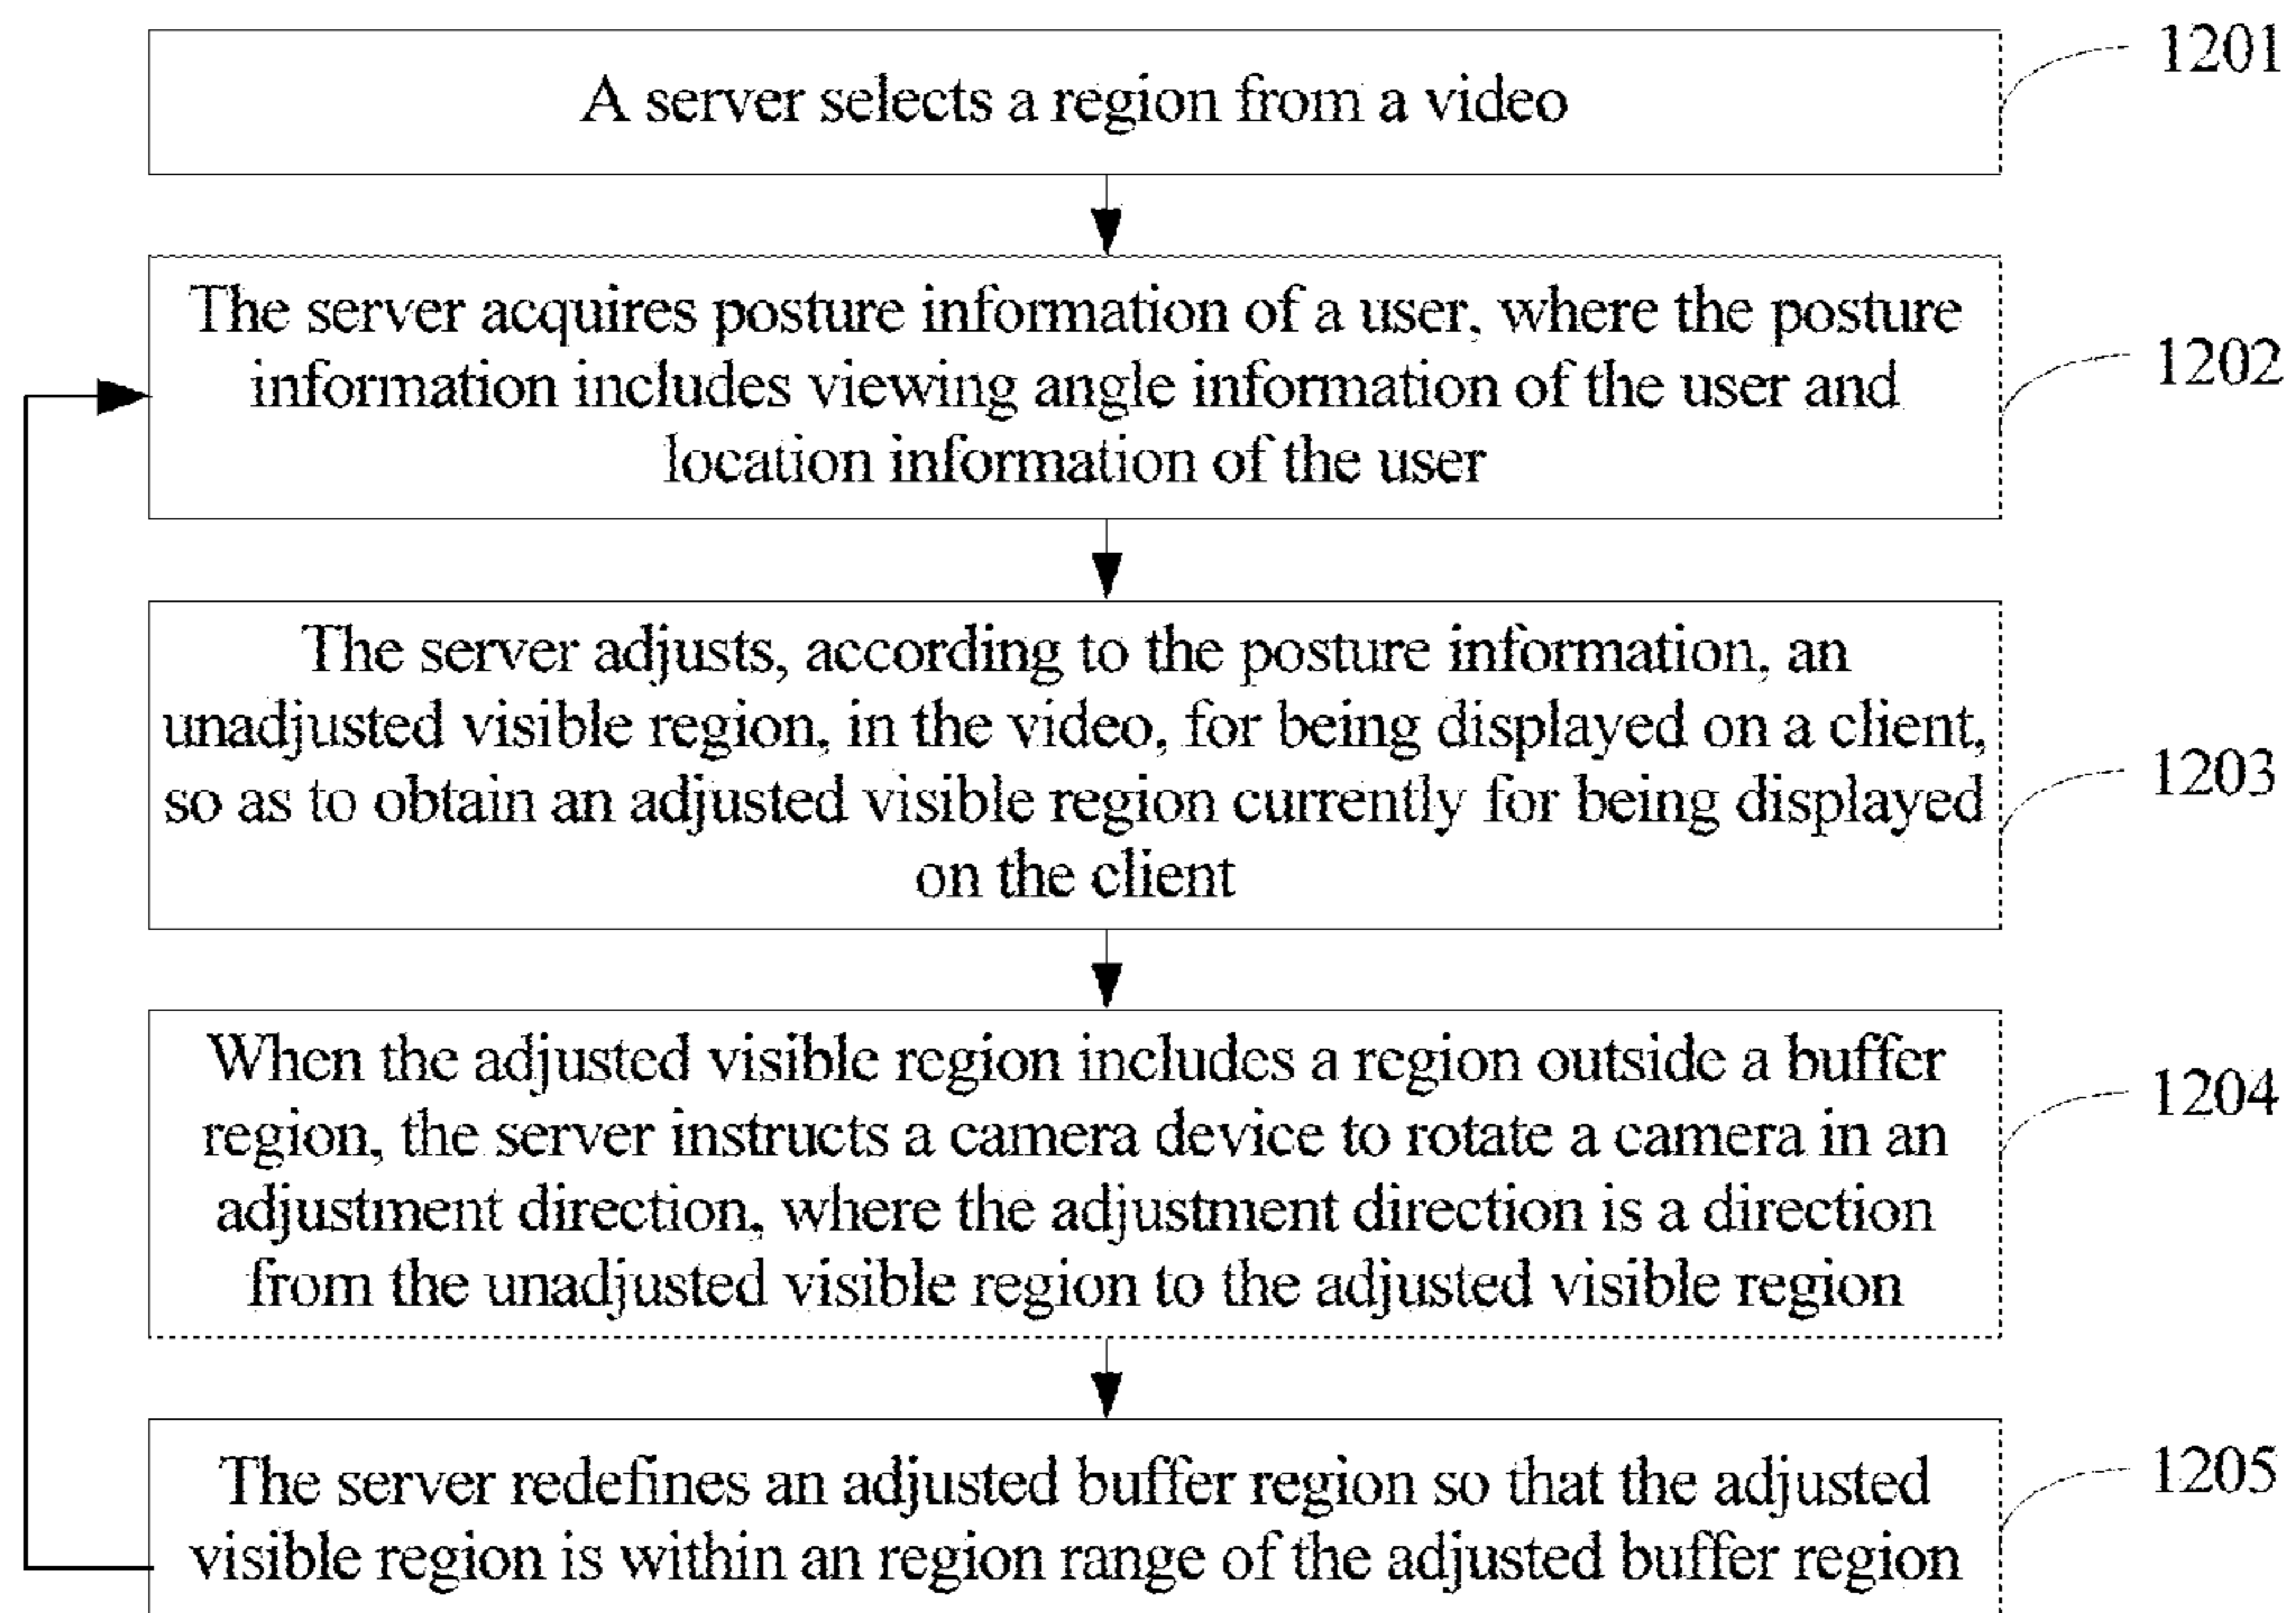 A server selects a region from a video
1201
The server acquires posture information of a user, where the posture
information includes viewing angle information of the user and
location information of the user
1202
The server adjusts, according to the posture information, an
unadjusted visible region, in the video, for being displayed on a client,
so as to obtain an adjusted visible region currently for being displayed
on the client
1203
When the adjusted visible region includes a region outside a buffer
region, the server instructs a camera device to rotate a camera in an
adjustment direction, where the adjustment direction is a direction
from the unadjusted visible region to the adjusted visible region
1204
The server redefines an adjusted buffer region so that the adjusted
visible region is within an region range of the adjusted buffer region
1205